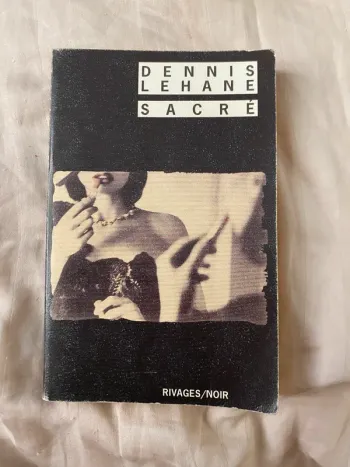 DENNIS
LEHANE
SACRÉ
RIVAGES/NOIR